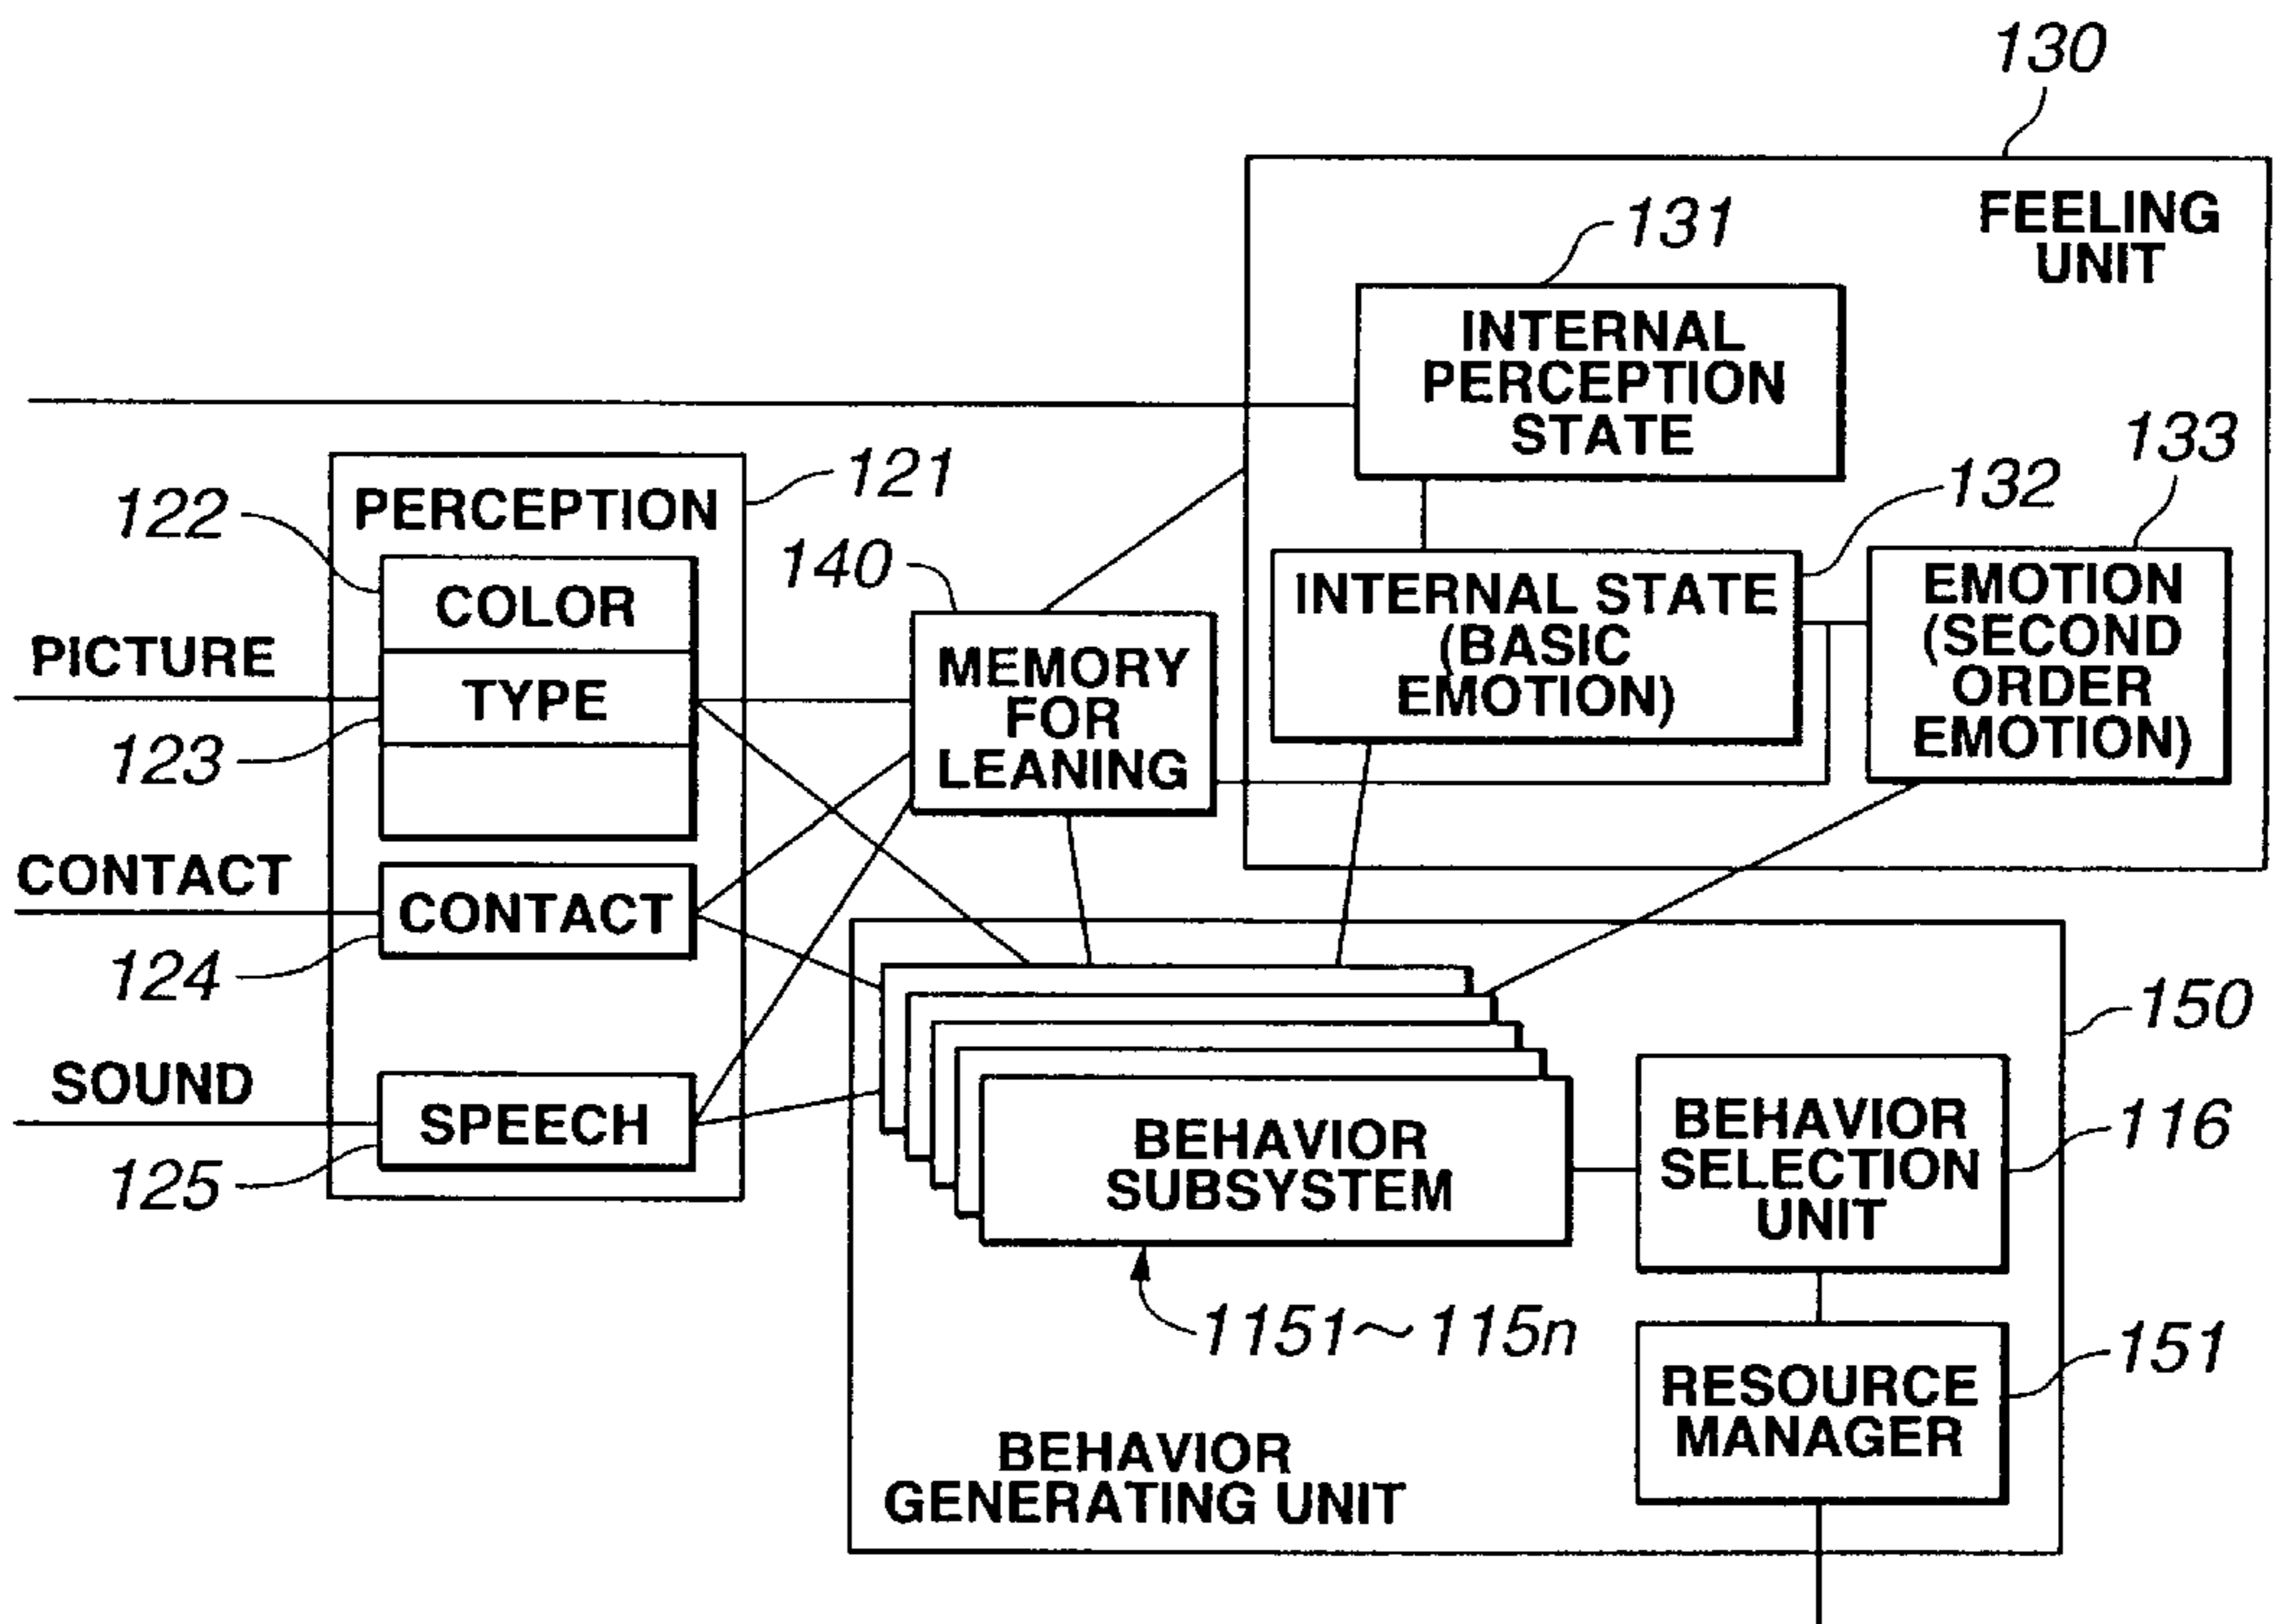 130
FEELING
UNIT
131
INTERNAL
PERCEPTION
STATE
133
132
121
PERCEPTION
122
COLOR
140
INTERNAL STATE
(BASIC
EMOTION)
EMOTION
(SECOND
ORDER
EMOTION)
PICTURE
TYPE
123
MEMORY
FOR
LEANING
CONTACT
CONTACT
124
SOUND
SPEECH
125
150
BEHAVIOR
SUBSYSTEM
BEHAVIOR
SELECTION
UNIT
116
1151~115n
151
RESOURCE
MANAGER
BEHAVIOR
GENERATING UNIT